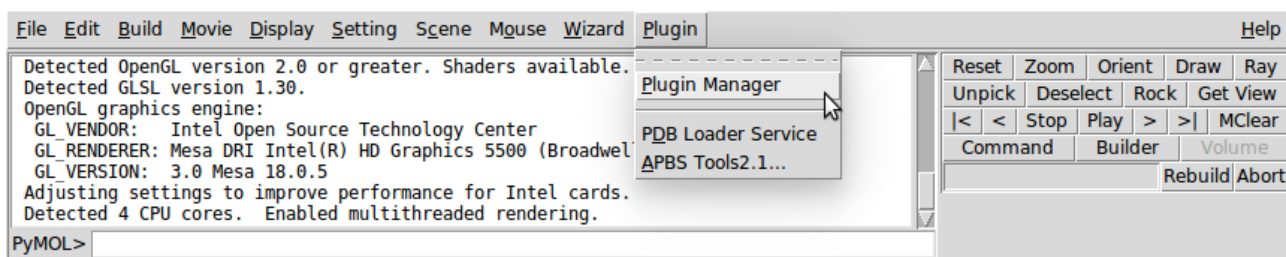 File Edit Build Movie Display Setting Scene Mouse Wizard Plugin Help
Detected OpenGL version 2.0 or greater. Shaders available.
Detected GLSL version 1.30.
OpenGL graphics engine:
GL_VENDOR: Intel Open Source Technology Center
GL_RENDERER: Mesa DRI Intel(R) HD Graphics 5500 (Broadwel
GL_VERSION: 3.0 Mesa 18.0.5
Adjusting settings to improve performance for Intel cards.
Detected 4 CPU cores. Enabled multithreaded rendering.
PyMOL>
Plugin Manager
PDB Loader Service
APBS Tools2.1...
Reset Zoom Orient Draw Ray
Unpick Deselect Rock Get View
|< < Stop Play > >| MClear
Command Builder Volume
Rebuild Abort